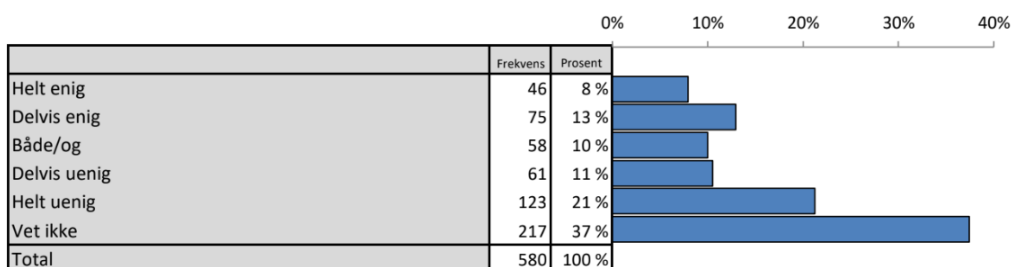 0% 10% 20% 30% 40%
Frekvens Prosent
Helt enig 46 8 %
Delvis enig 75 13 %
Både/og 58 10 %
Delvis uenig 61 11 %
Helt uenig 123 21 %
Vet ikke 217 37 %
Total 580 100 %